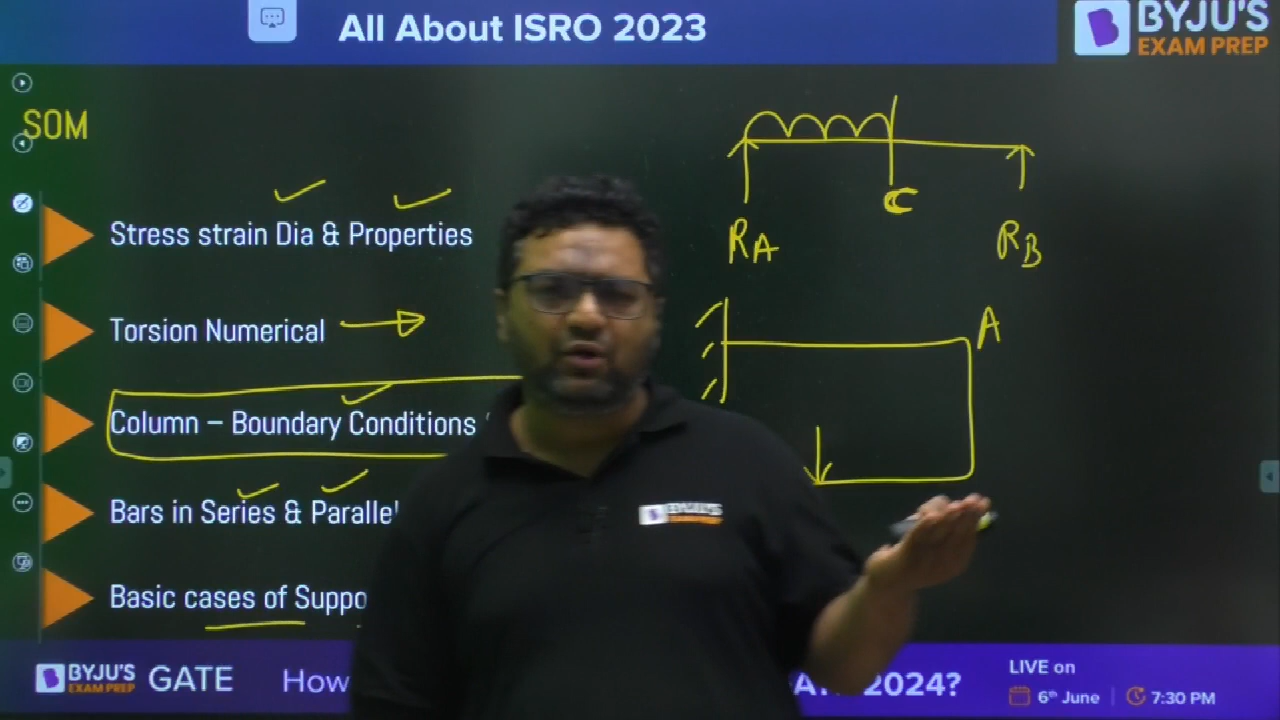 All About ISRO 2023
BYJU'S
EXAM PREP
SOM
Stress strain Dia & Properties
Torsion Numerical
Column – Boundary Conditions
Bars in Series & Parallel
Basic cases of
C
RA
RB
A
BYJU'S
EXAM PREP
BYJU'S
EXAM PREP
GATE
How
2024?
LIVE on
6th June
7:30 PM